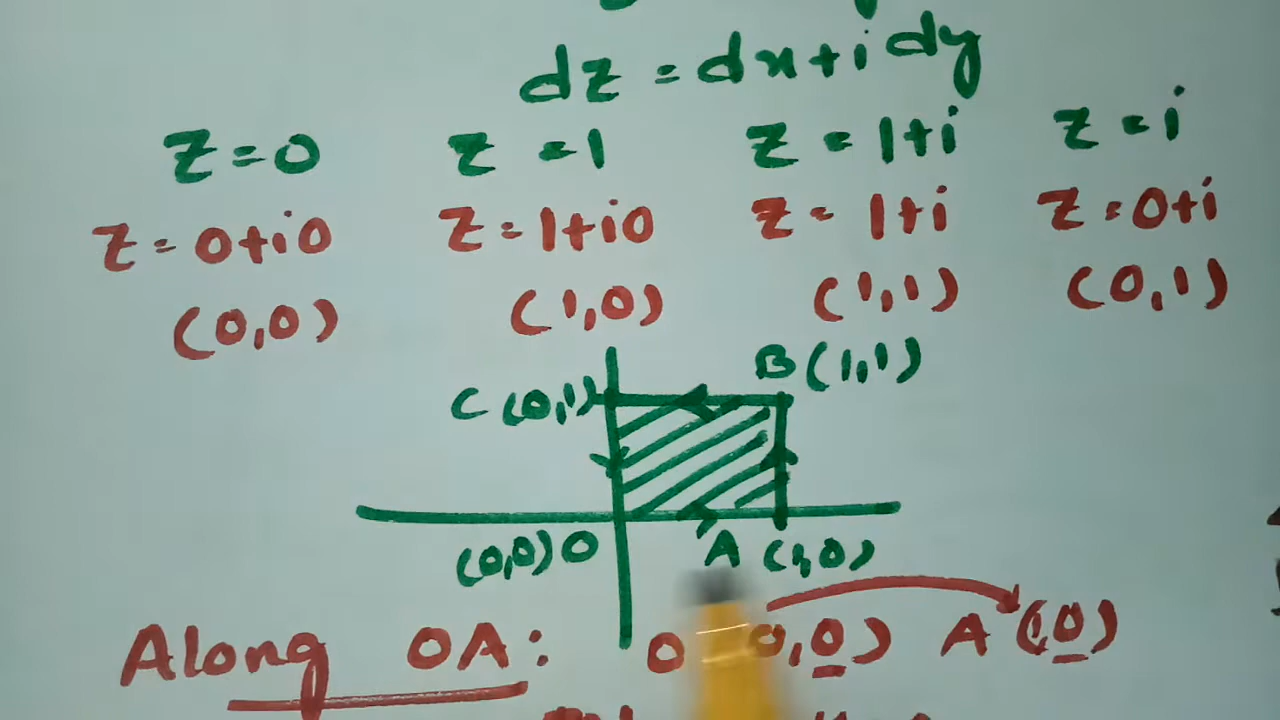 dz = dx + i dy
z = 0 z = 1 z = 1+i z = i
z = 0+i0 z = 1+i0 z = 1+i z = 0+i
(0,0) (1,0) (1,1) (0,1)
B (1,1)
C (0,1)
(0,0) O A (1,0)
Along OA: O 0,0) A (1,0)